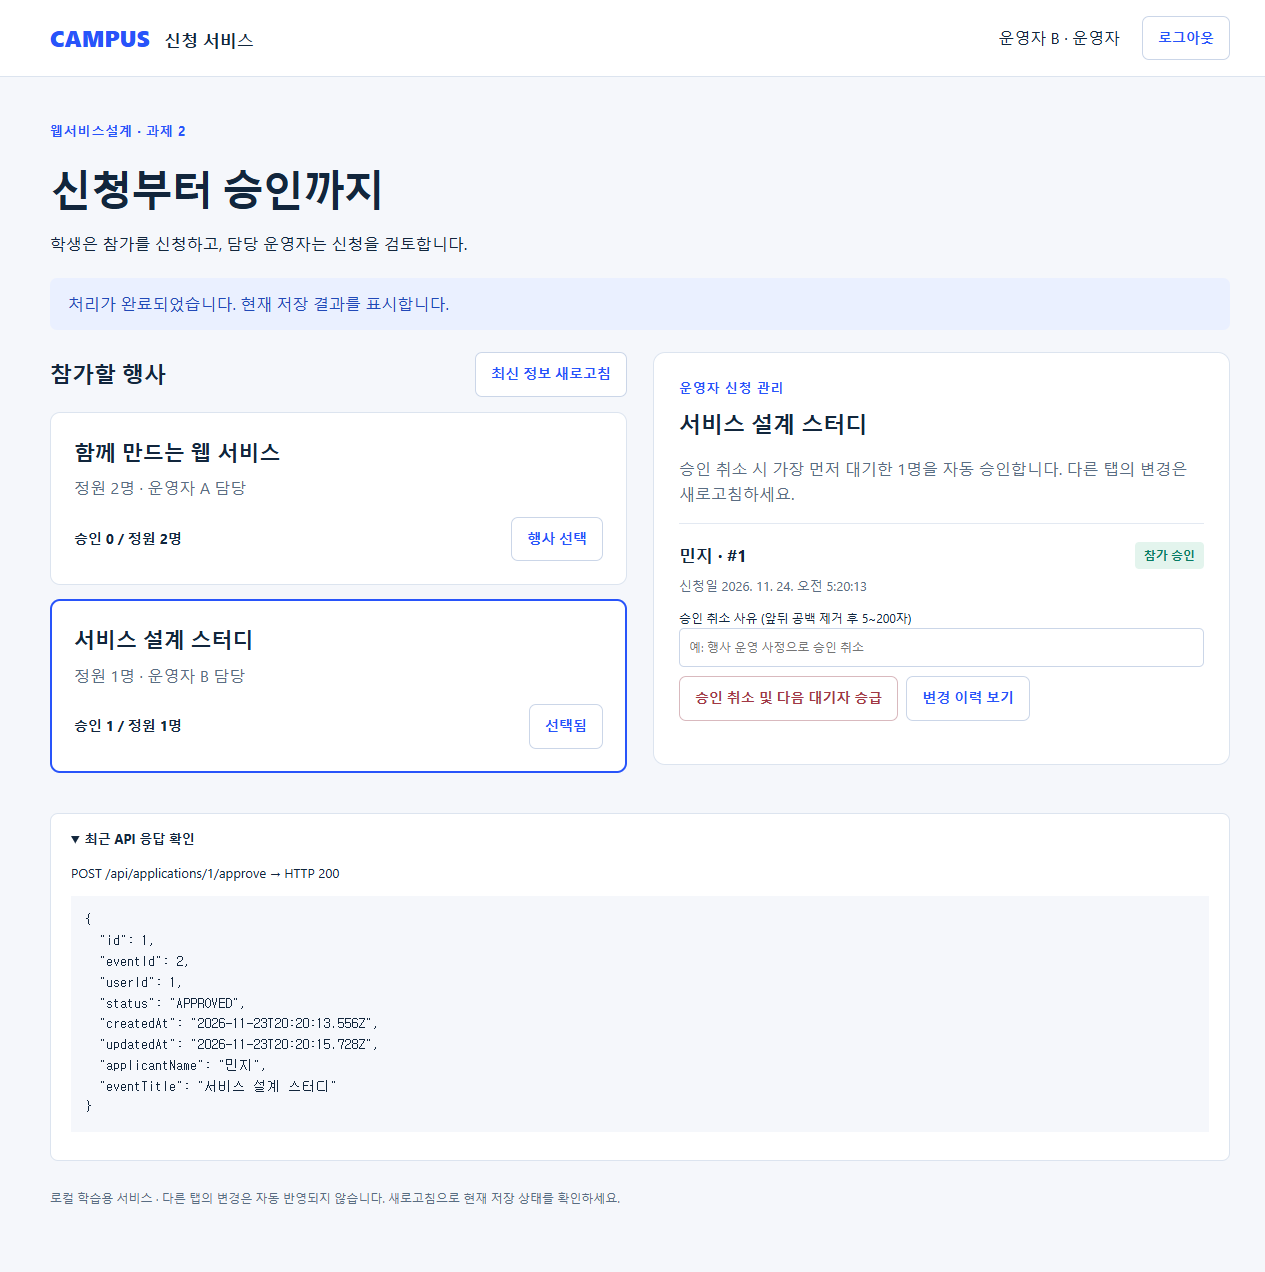 CAMPUS 신청 서비스
운영자 B · 운영자
로그아웃
웹서비스설계 · 과제 2
신청부터 승인까지
학생은 참가를 신청하고, 담당 운영자는 신청을 검토합니다.
처리가 완료되었습니다. 현재 저장 결과를 표시합니다.
참가할 행사
최신 정보 새로고침
함께 만드는 웹 서비스
정원 2명 · 운영자 A 담당
승인 0 / 정원 2명
행사 선택
서비스 설계 스터디
정원 1명 · 운영자 B 담당
승인 1 / 정원 1명
선택됨
운영자 신청 관리
서비스 설계 스터디
승인 취소 시 가장 먼저 대기한 1명을 자동 승인합니다. 다른 탭의 변경은
새로고침하세요.
민지 · #1
참가 승인
신청일 2026. 11. 24. 오전 5:20:13
승인 취소 사유 (앞뒤 공백 제거 후 5~200자)
예: 행사 운영 사정으로 승인 취소
승인 취소 및 다음 대기자 승급
변경 이력 보기
▼ 최근 API 응답 확인
POST /api/applications/1/approve → HTTP 200
{
  "id": 1,
  "eventId": 2,
  "userId": 1,
  "status": "APPROVED",
  "createdAt": "2026-11-23T20:20:13.556Z",
  "updatedAt": "2026-11-23T20:20:15.728Z",
  "applicantName": "민지",
  "eventTitle": "서비스 설계 스터디"
}
로컬 학습용 서비스 · 다른 탭의 변경은 자동 반영되지 않습니다. 새로고침으로 현재 저장 상태를 확인하세요.